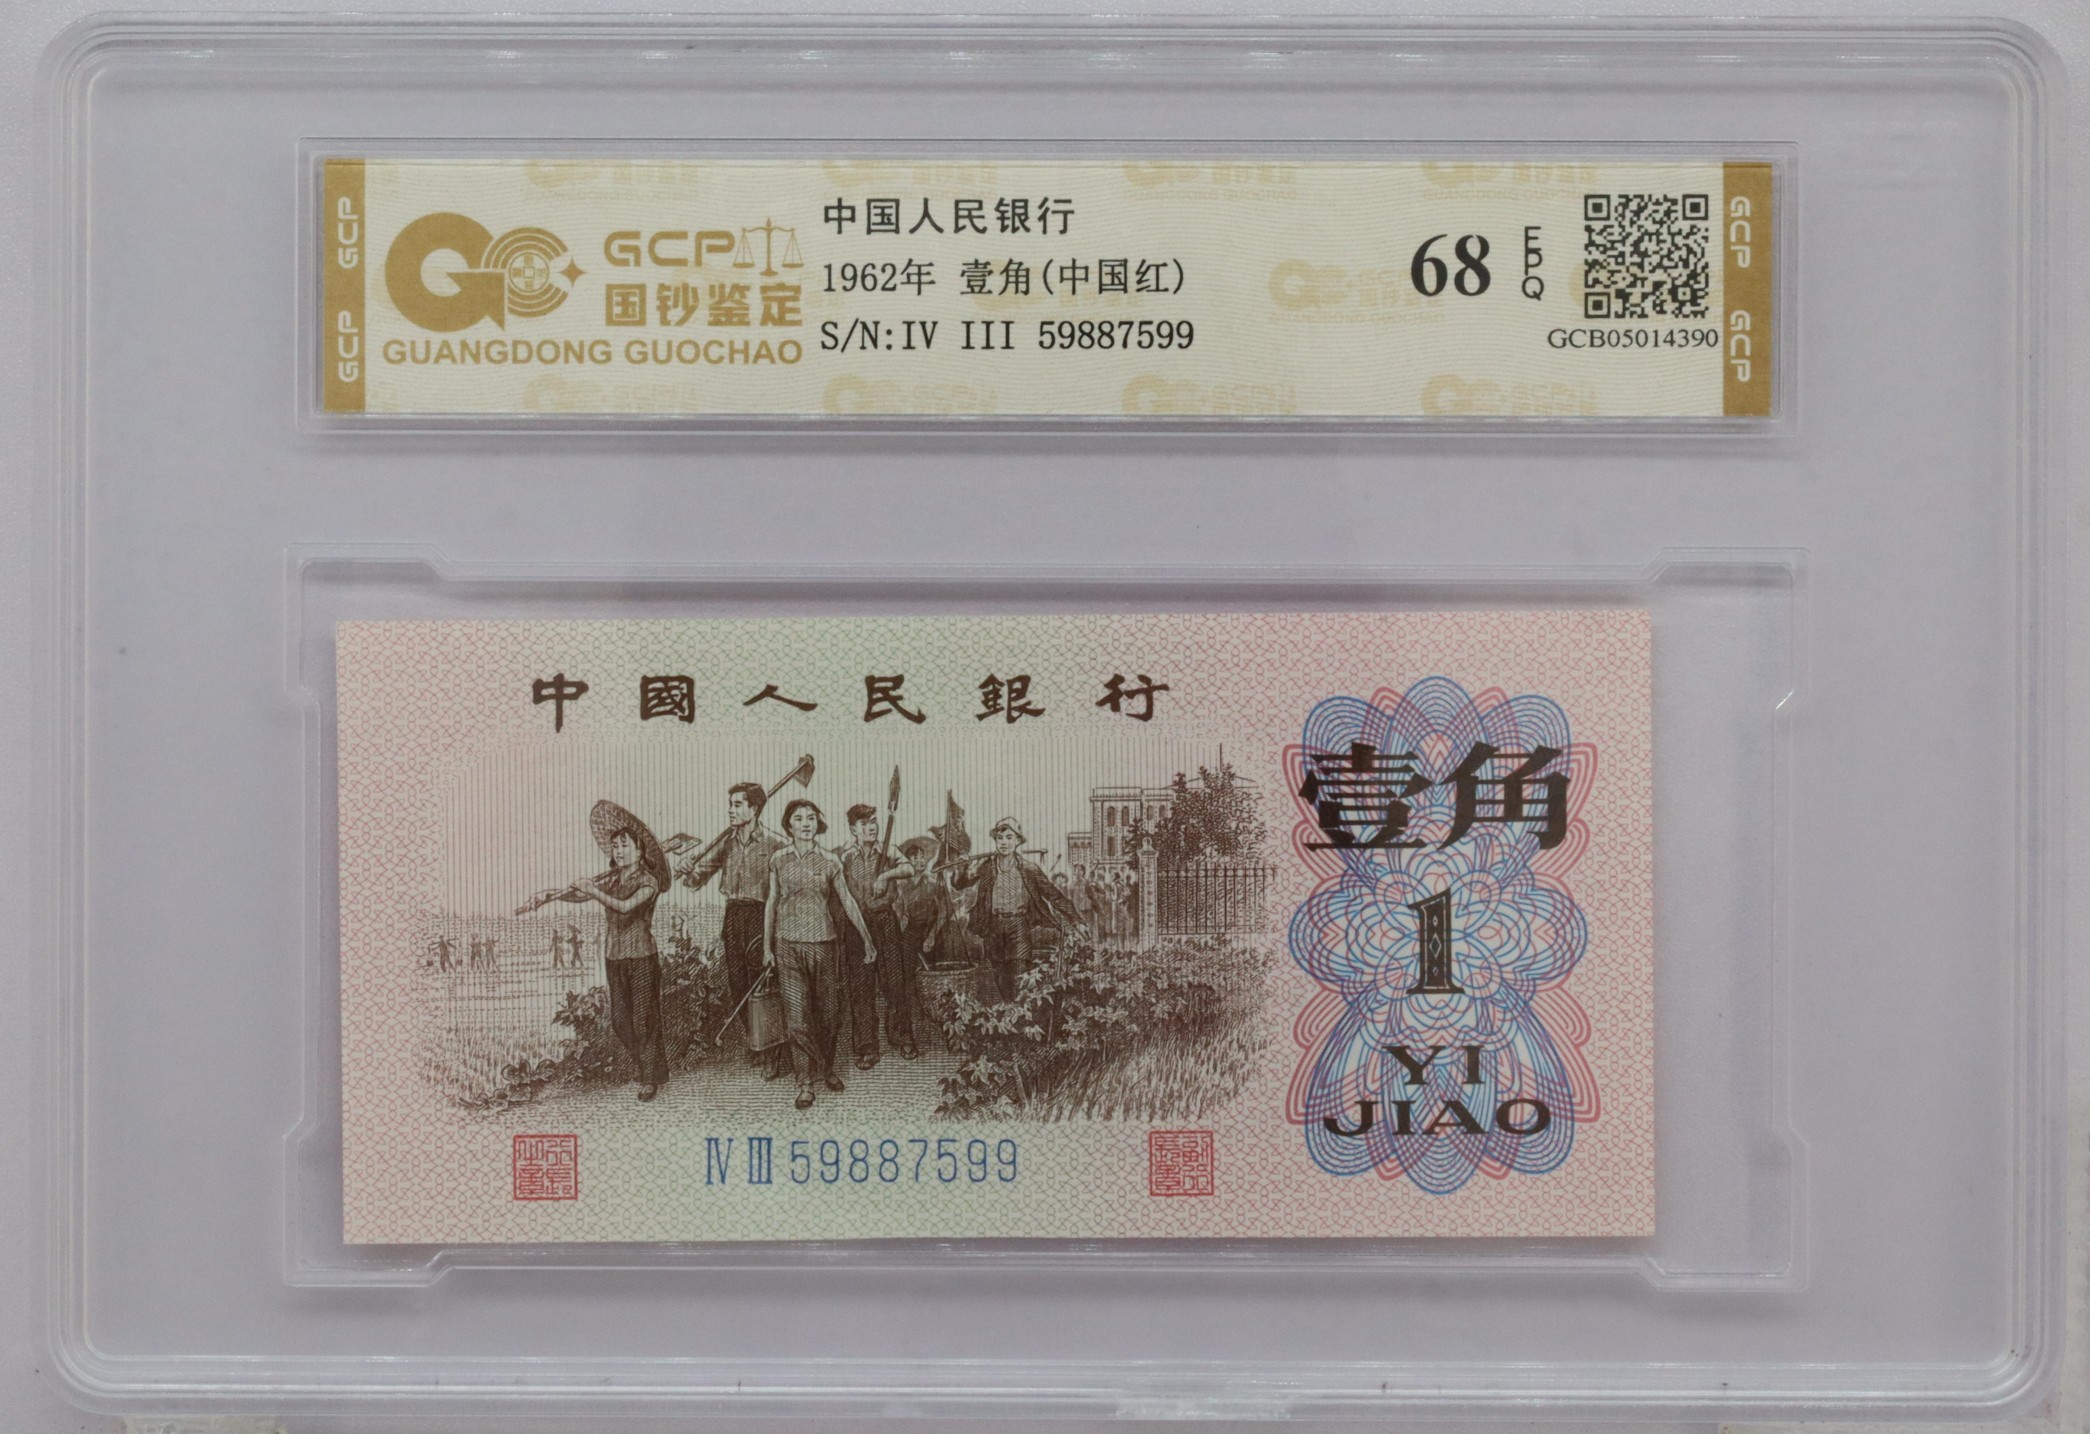 GCP
GCP
GCP
国钞鉴定
GUANGDONG GUOCHAO
中国人民银行
1962年 壹角(中国红)
S/N:IV III 59887599
68
EPQ
GCB05014390
GCP
GCP
中國人民銀行
壹角
1
YI
JIAO
IV III 59887599